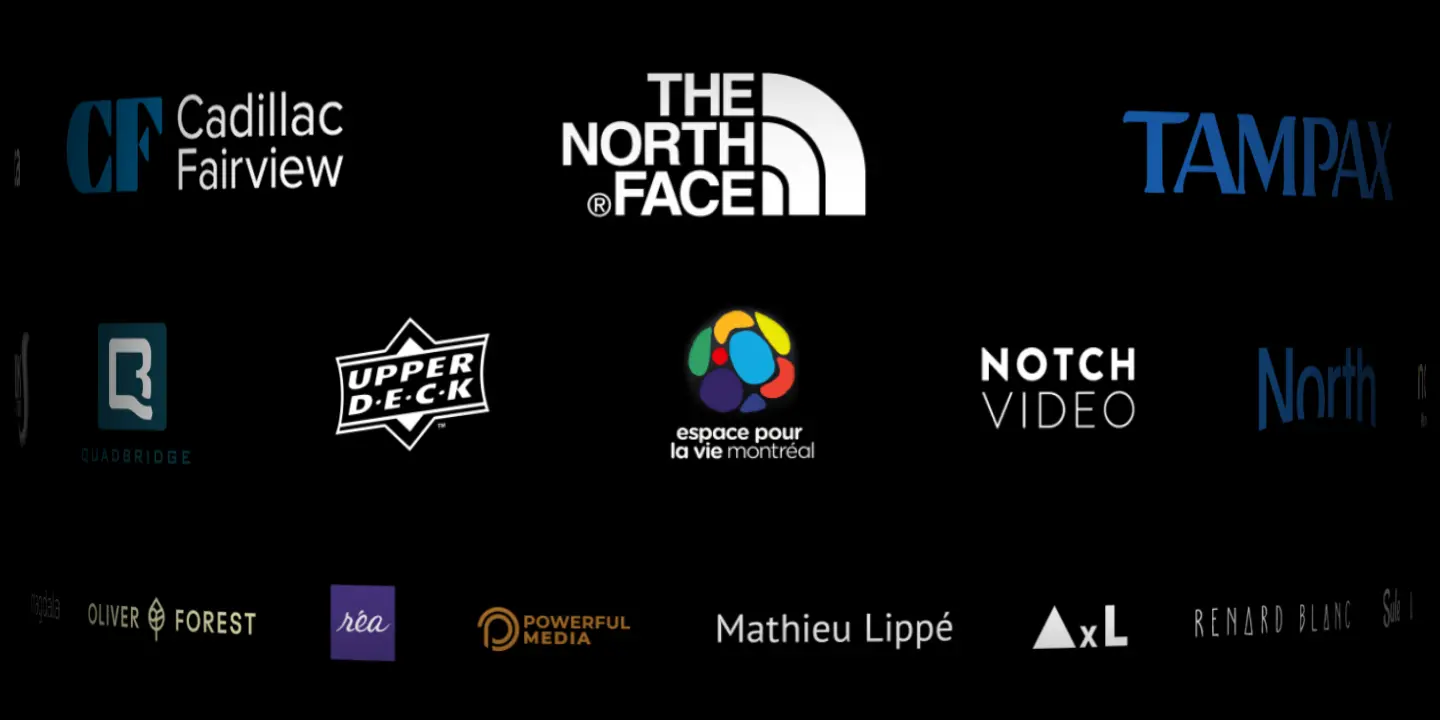 CF Cadillac
Fairview
THE
NORTH
®FACE
TAMPAX
QUADBRIDGE
UPPER
D·E·C·K
™
espace pour
la vie montréal
NOTCH
VIDEO
North
OLIVER FOREST
réa
POWERFUL
MEDIA
Mathieu Lippé
xL
RENARD BLANC